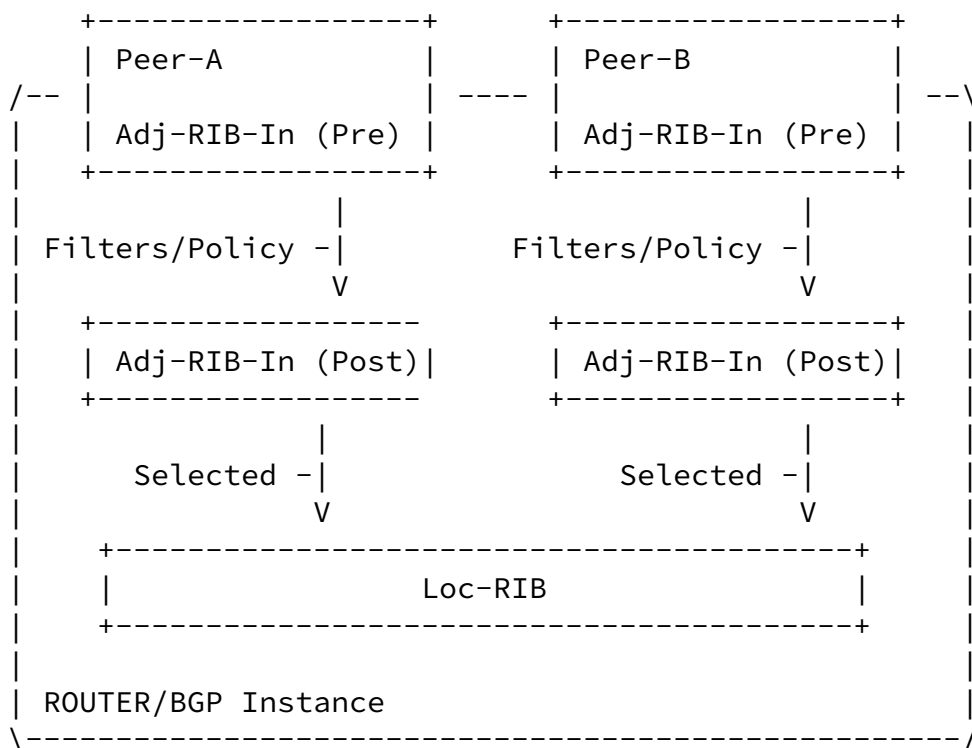 Peer-A Peer-B
Adj-RIB-In (Pre) Adj-RIB-In (Pre)
Filters/Policy -| Filters/Policy -|
V V
Adj-RIB-In (Post) Adj-RIB-In (Post)
Selected -| Selected -|
V V
Loc-RIB
ROUTER/BGP Instance